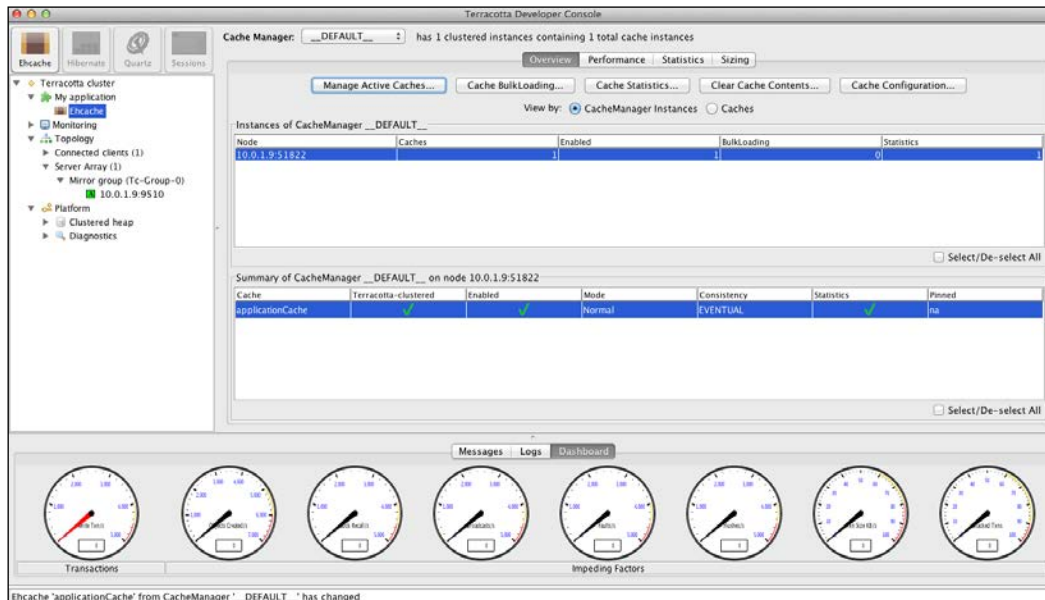 Terracotta Developer Console
Ehcache
Hibernate
Quartz
Sessions
Cache Manager: __DEFAULT__ has 1 clustered instances containing 1 total cache instances
Overview Performance Statistics Sizing
Manage Active Caches... Cache BulkLoading... Cache Statistics... Clear Cache Contents... Cache Configuration...
View by: CacheManager Instances Caches
Terracotta cluster
My application
Ehcache
Monitoring
Topology
Connected clients (1)
Server Array (1)
Mirror group (Tc-Group-0)
10.0.1.9:9510
Platform
Clustered heap
Diagnostics
Instances of CacheManager __DEFAULT__
Node Caches Enabled BulkLoading Statistics
10.0.1.9:51822 1 1 0 1
Select/De-select All
Summary of CacheManager __DEFAULT__ on node 10.0.1.9:51822
Cache Terracotta-clustered Enabled Mode Consistency Statistics Pinned
applicationCache Normal EVENTUAL na
Select/De-select All
Messages Logs Dashboard
Transactions
Impeding Factors
Ehcache 'applicationCache' from CacheManager '__DEFAULT__' has changed